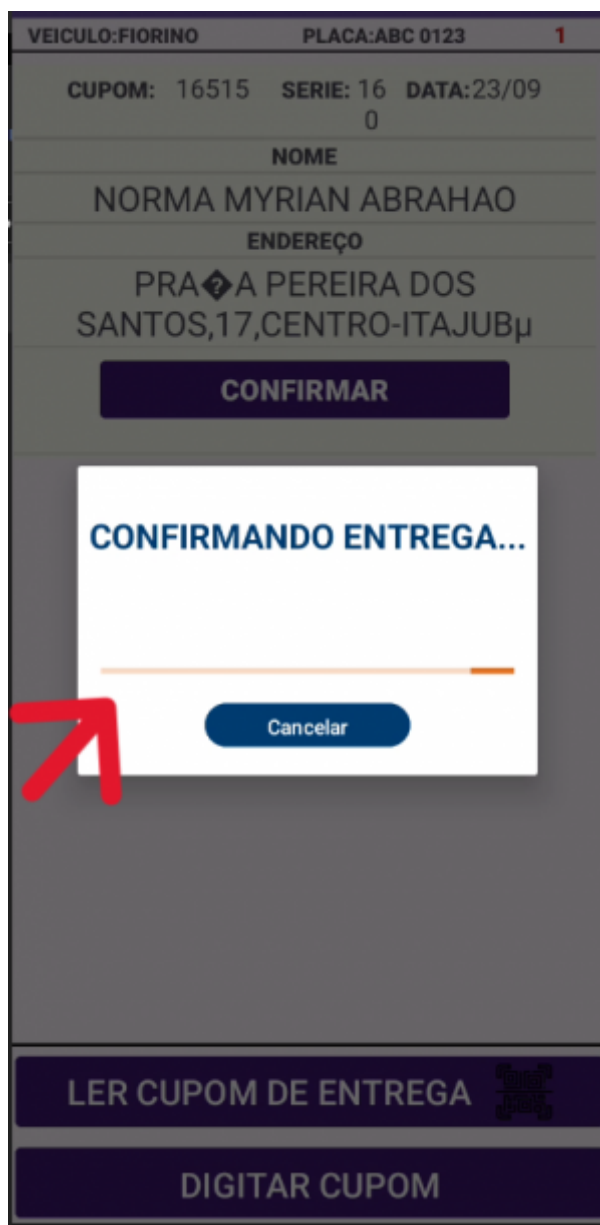 VEICULO:FIORINO PLACA:ABC 0123 1
CUPOM: 16515 SERIE: 16 DATA:23/09
0
NOME
NORMA MYRIAN ABRAHAO
ENDEREÇO
PRA�A PEREIRA DOS
SANTOS,17,CENTRO-ITAJUBµ
CONFIRMAR
CONFIRMANDO ENTREGA...
Cancelar
LER CUPOM DE ENTREGA
DIGITAR CUPOM